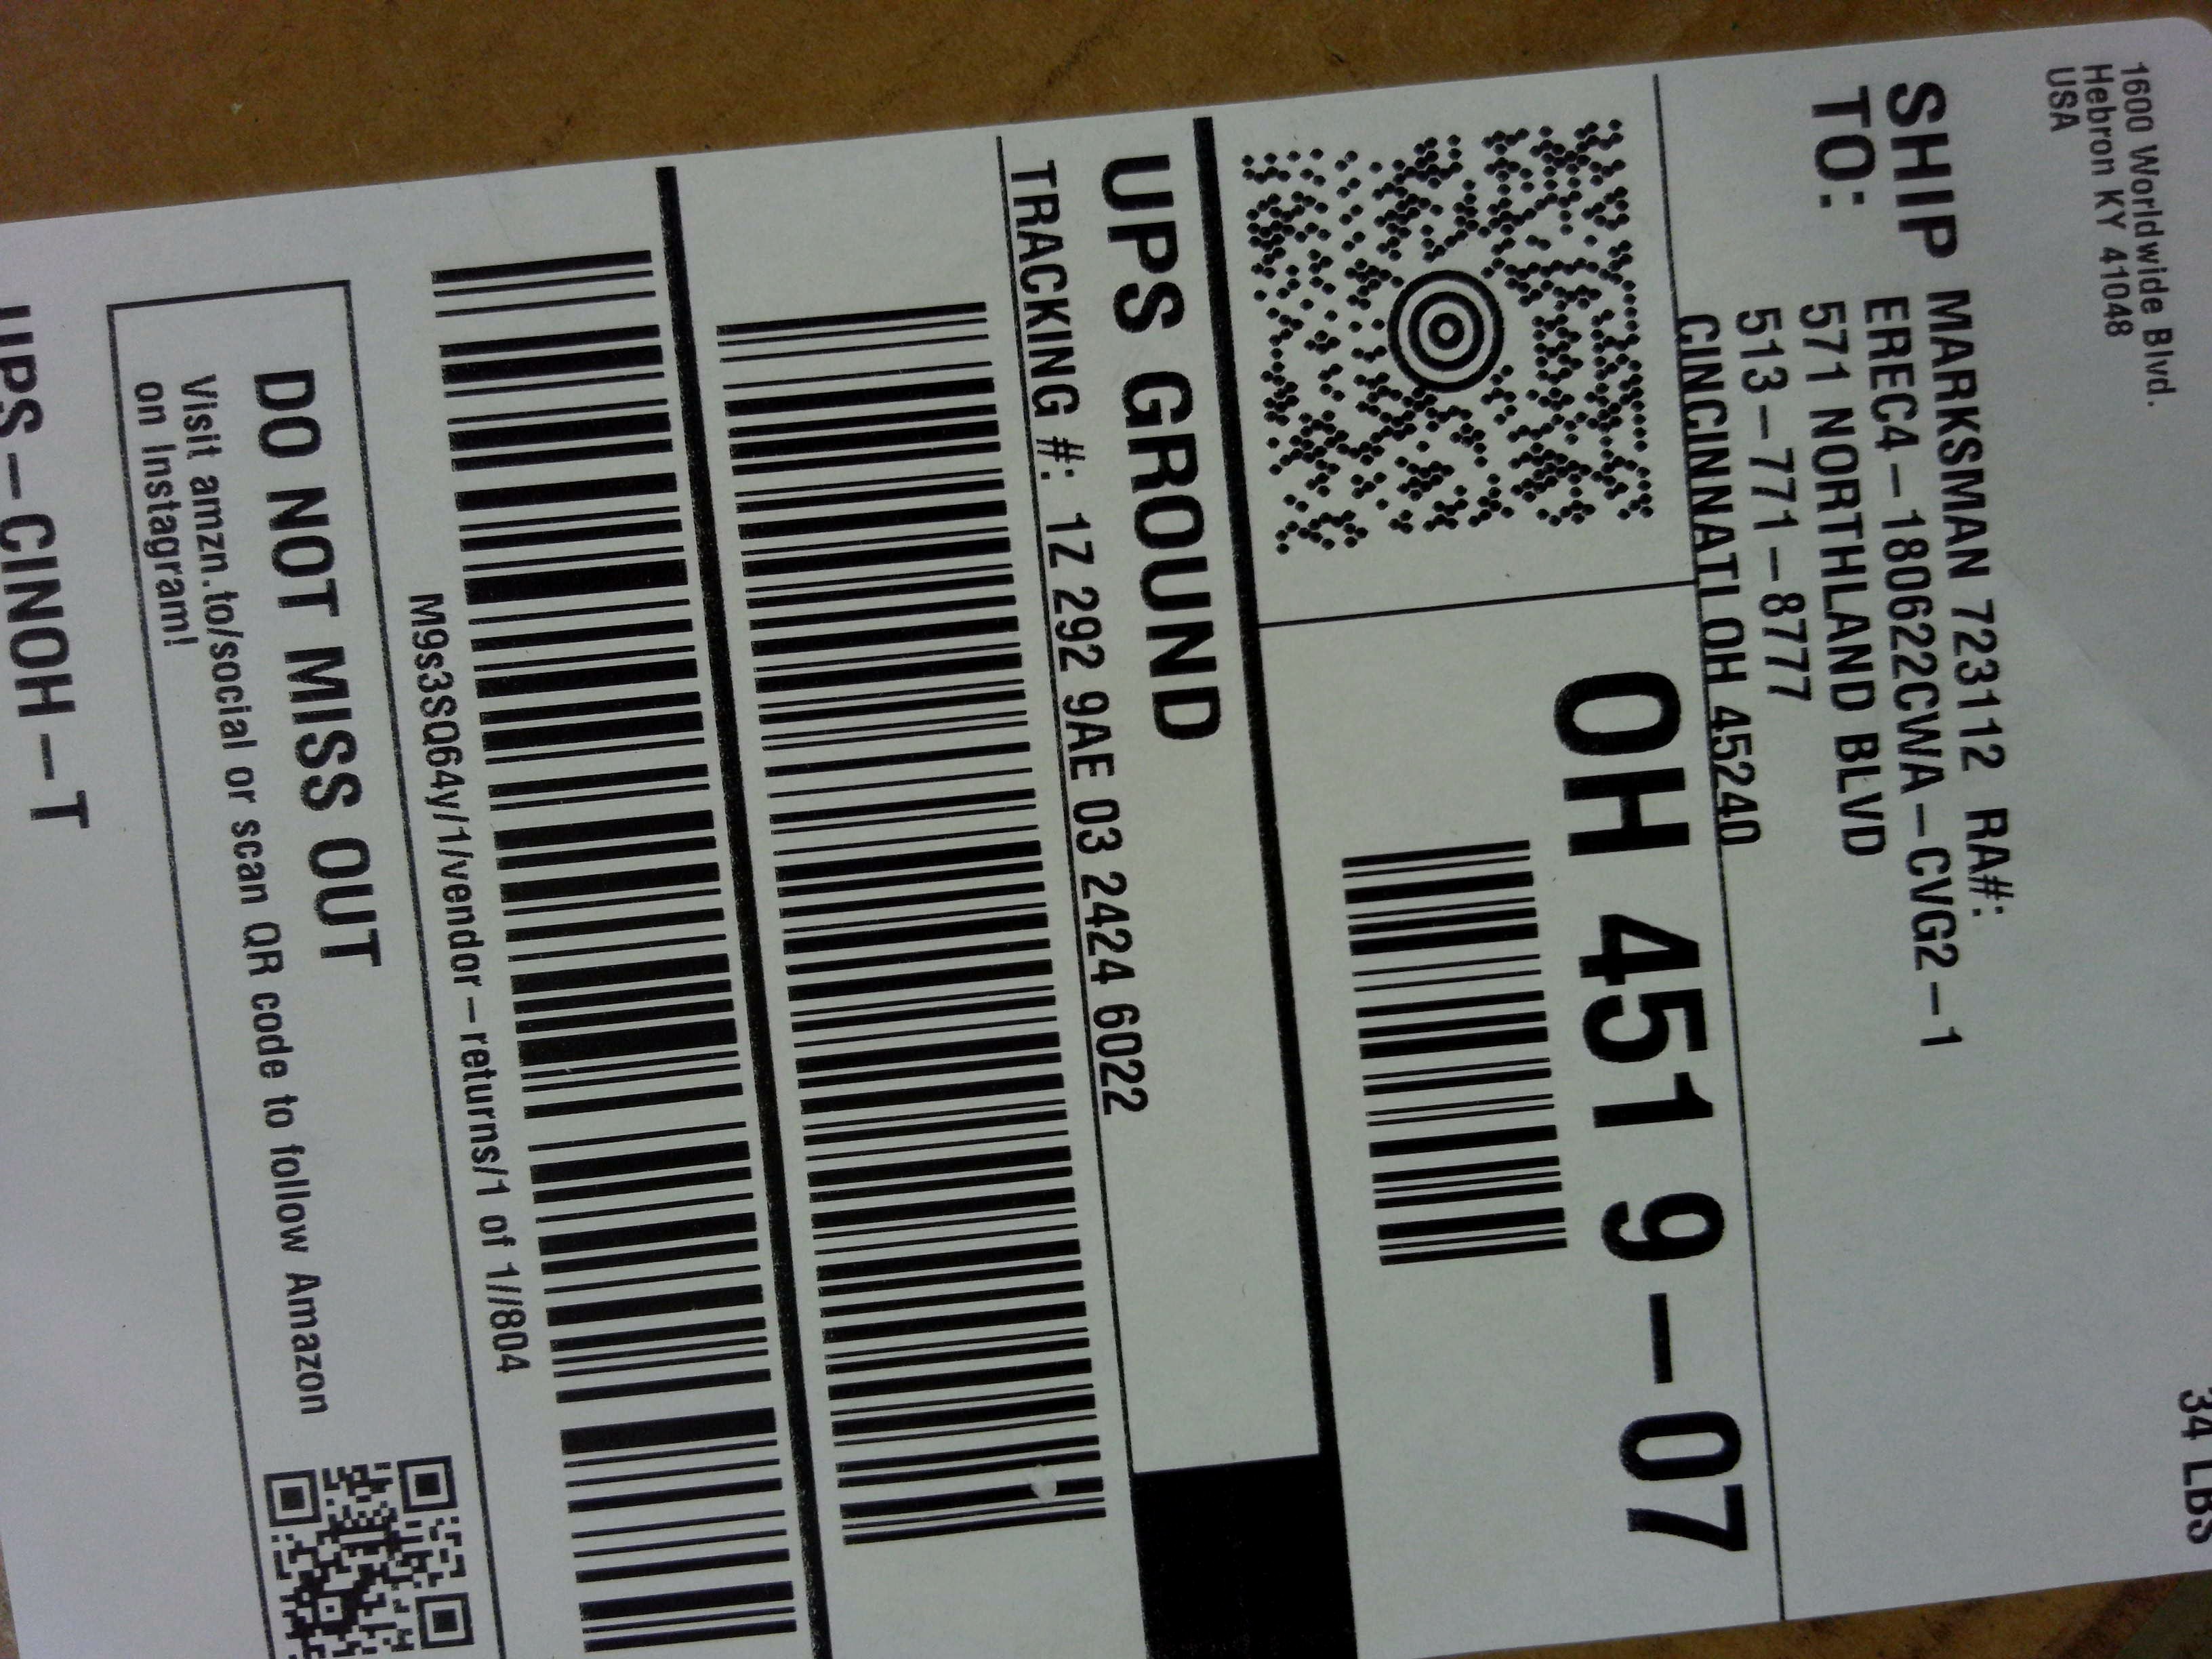 1600 Worldwide Blvd.
Hebron KY 41048
USA
34 LBS
SHIP
TO:
MARKSMAN 723112 RA#:
EREC4-180622CWA-CVG2-1
571 NORTHLAND BLVD
513-771-8777
CINCINNATI OH 45240
OH 451 9-07
UPS GROUND
TRACKING #: 1Z 292 9AE 03 2424 6022
M9s3SQ64y/1/vendor-returns/1 of 1//804
DO NOT MISS OUT
Visit amzn.to/social or scan QR code to follow Amazon
on Instagram!
UPS-CINOH-T